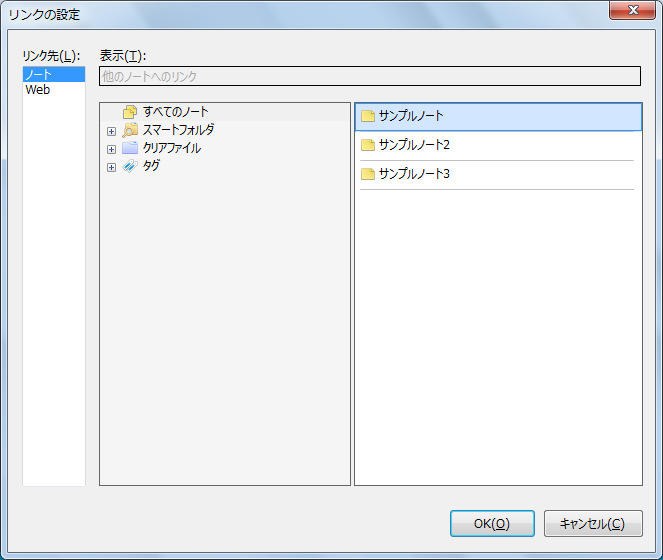 リンクの設定
リンク先(L):
表示(T):
ノート
Web
他のノートへのリンク
すべてのノート
スマートフォルダ
クリアファイル
タグ
サンプルノート
サンプルノート2
サンプルノート3
OK(O)
キャンセル(C)